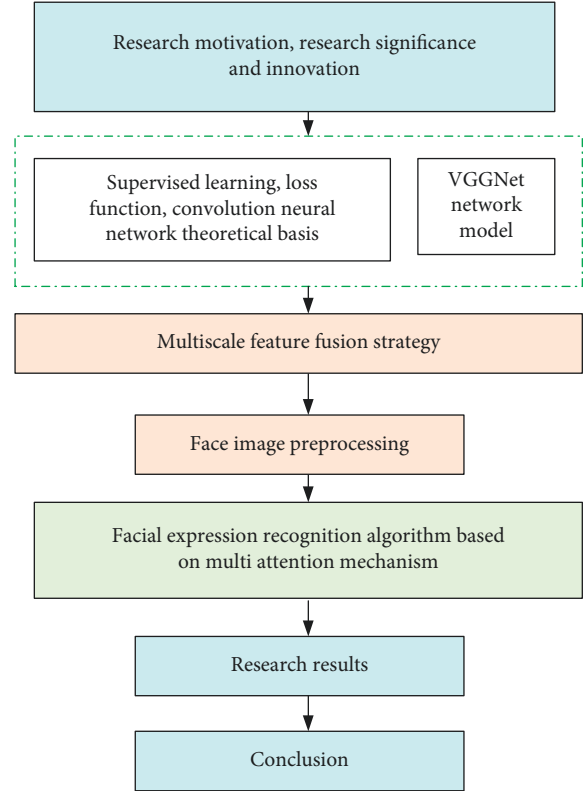 Research motivation, research significance
and innovation
Supervised learning, loss
function, convolution neural
network theoretical basis
VGGNet
network
model
Multiscale feature fusion strategy
Face image preprocessing
Facial expression recognition algorithm based
on multi attention mechanism
Research results
Conclusion